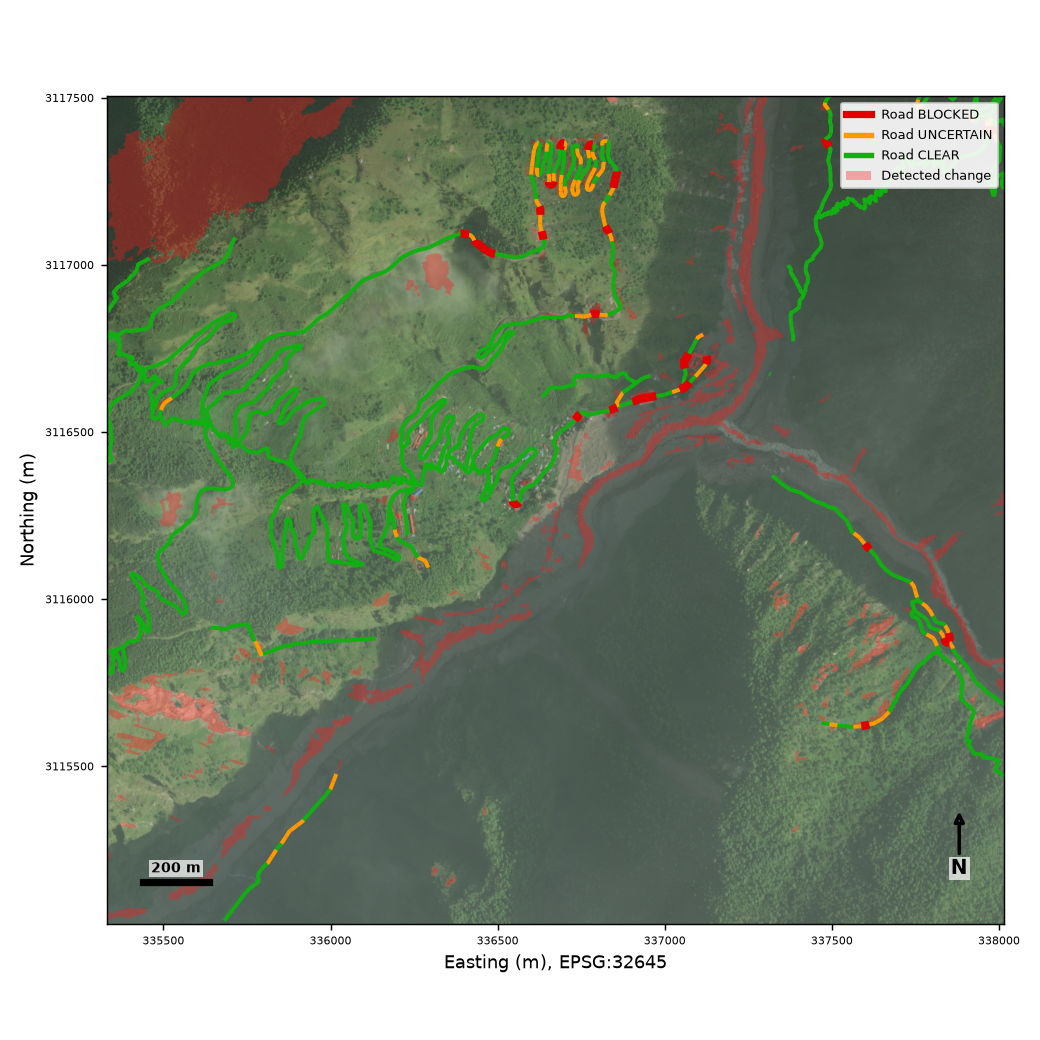 3117500
3117000
3116500
3116000
3115500
Northing (m)
Road BLOCKED
Road UNCERTAIN
Road CLEAR
Detected change
200 m
N
335500
336000
336500
337000
337500
338000
Easting (m), EPSG:32645